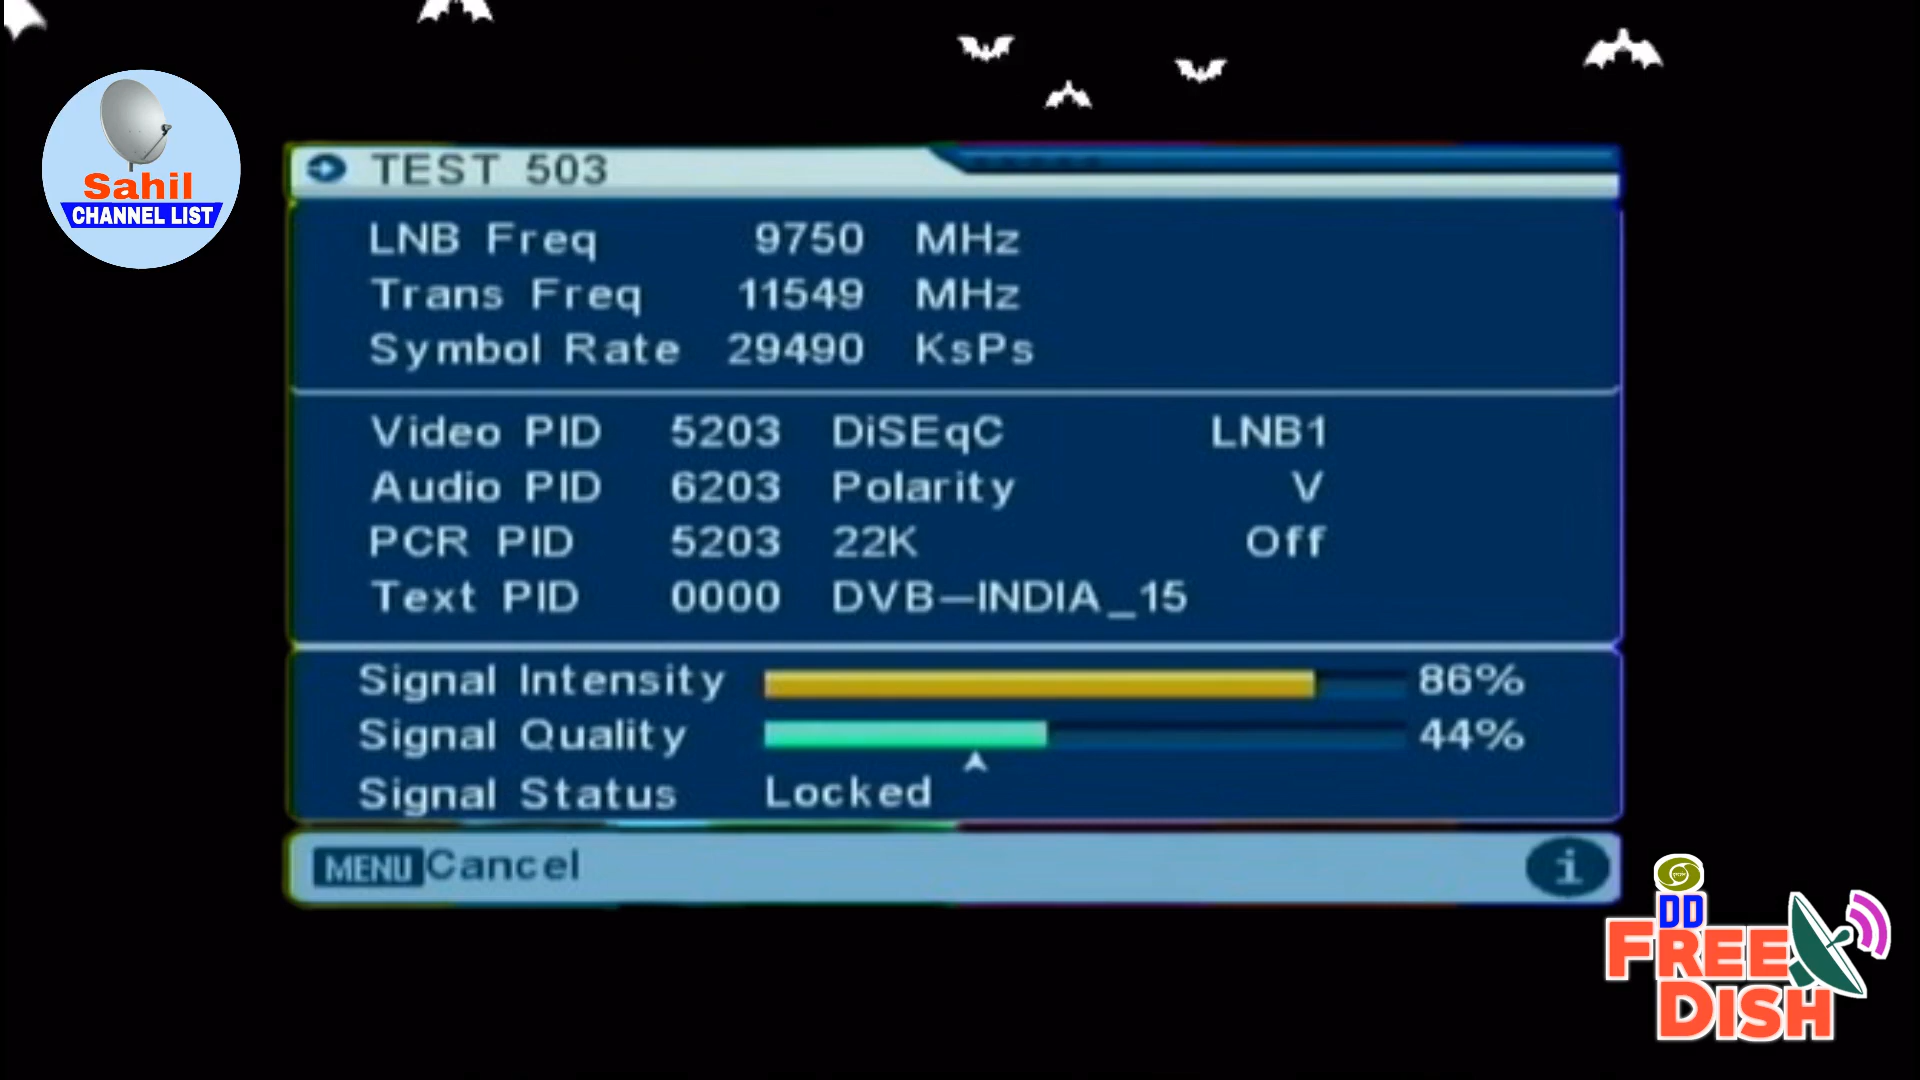 Sahil
CHANNEL LIST
TEST 503
LNB Freq 9750 MHz
Trans Freq 11549 MHz
Symbol Rate 29490 KsPs
Video PID 5203 DiSEqC LNB1
Audio PID 6203 Polarity V
PCR PID 5203 22K Off
Text PID 0000 DVB-INDIA_15
Signal Intensity 86%
Signal Quality 44%
Signal Status Locked
MENU Cancel i
DD
FREE
DISH